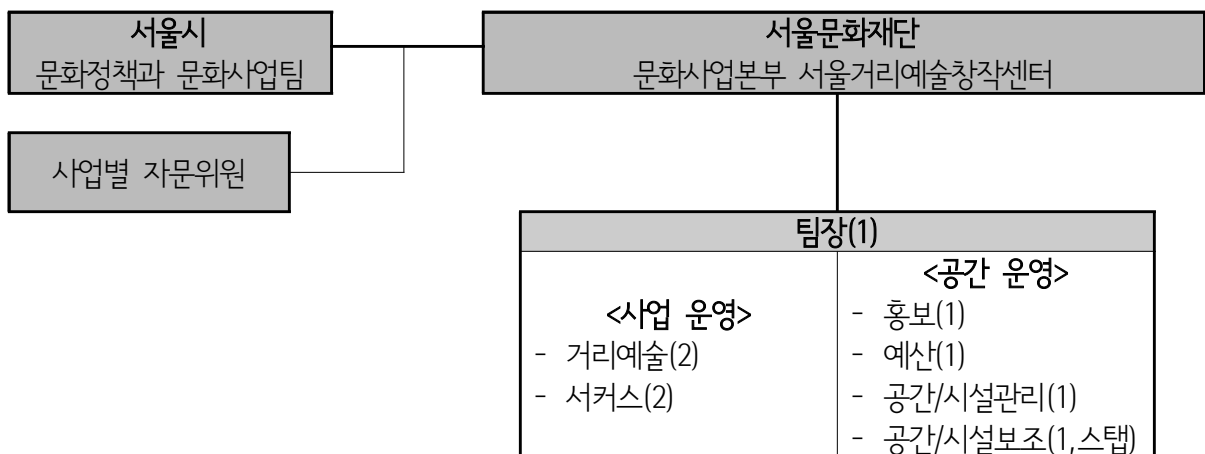 서울시
문화정책과 문화사업팀
서울문화재단
문화사업본부 서울거리예술창작센터
사업별 자문위원
팀장(1)
<사업 운영>
- 거리예술(2)
- 서커스(2)
<공간 운영>
- 홍보(1)
- 예산(1)
- 공간/시설관리(1)
- 공간/시설보조(1,스탭)